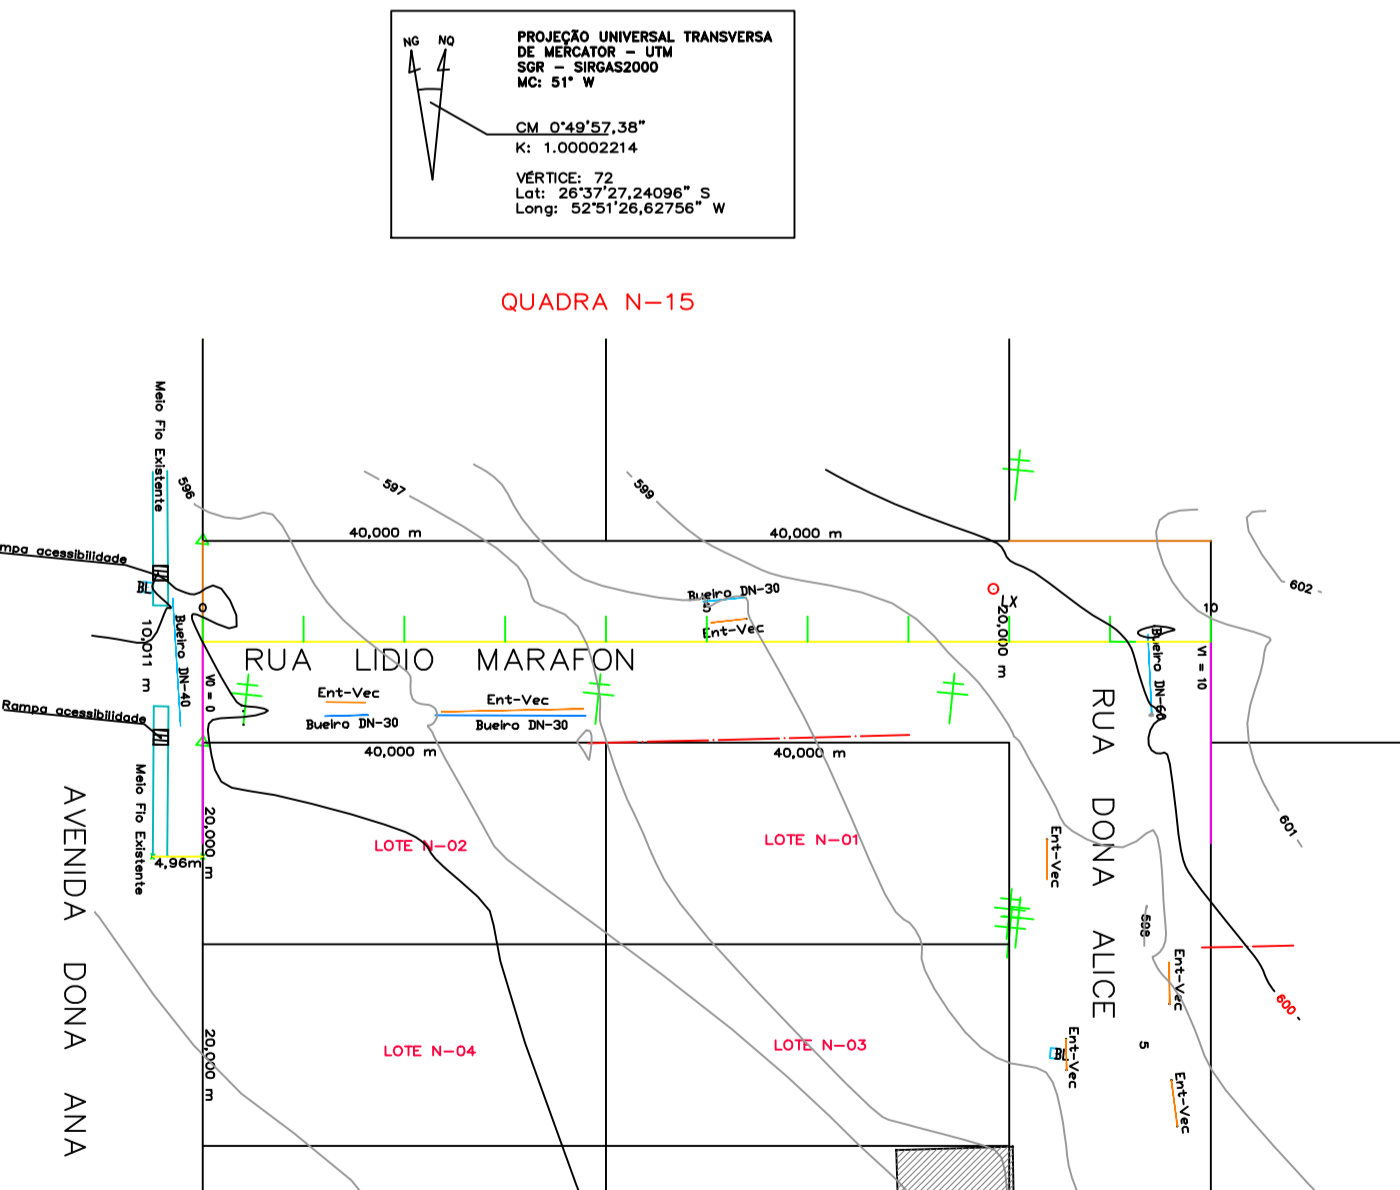 NG NQ
PROJEÇÃO UNIVERSAL TRANSVERSA
DE MERCATOR – UTM
SGR – SIRGAS2000
MC: 51° W
CM 0°49'57,38"
K: 1.00002214
VÉRTICE: 72
Lat: 26°37'27,24096" S
Long: 52°51'26,62756" W
QUADRA N-15
Meio Fio Existente
596
597
599
40,000 m
40,000 m
mpa acessibilidade
BL
602
Bueiro DN-30
5
Ent-Vec
LX
20,000 m
10
10,011 m
Bueiro DN-40
0
V0 = 0
RUA LIDIO MARAFON
Bueiro DN-60
V1 = 10
Ent-Vec
Bueiro DN-30
Ent-Vec
Bueiro DN-30
Rampa acessibilidade
40,000 m
40,000 m
RUA DONA ALICE
Meio Fio Existente
4,96m
20,000 m
LOTE N-02
LOTE N-01
601
Ent-Vec
598
Ent-Vec
600
AVENIDA DONA ANA
20,000 m
LOTE N-04
LOTE N-03
BL
Ent-Vec
5
Ent-Vec